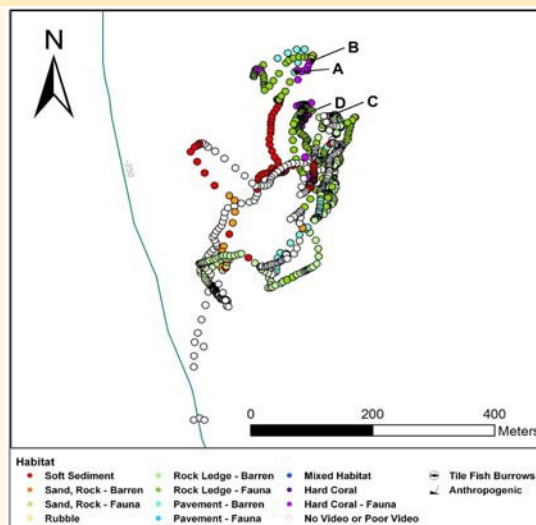 N
B
A
D C
-250
0 200 400
Meters
Habitat
Soft Sediment Rock Ledge - Barren Mixed Habitat Tile Fish Burrows
Sand, Rock - Barren Rock Ledge - Fauna Hard Coral Anthropogenic
Sand, Rock - Fauna Pavement - Barren Hard Coral - Fauna
Rubble Pavement - Fauna No Video or Poor Video